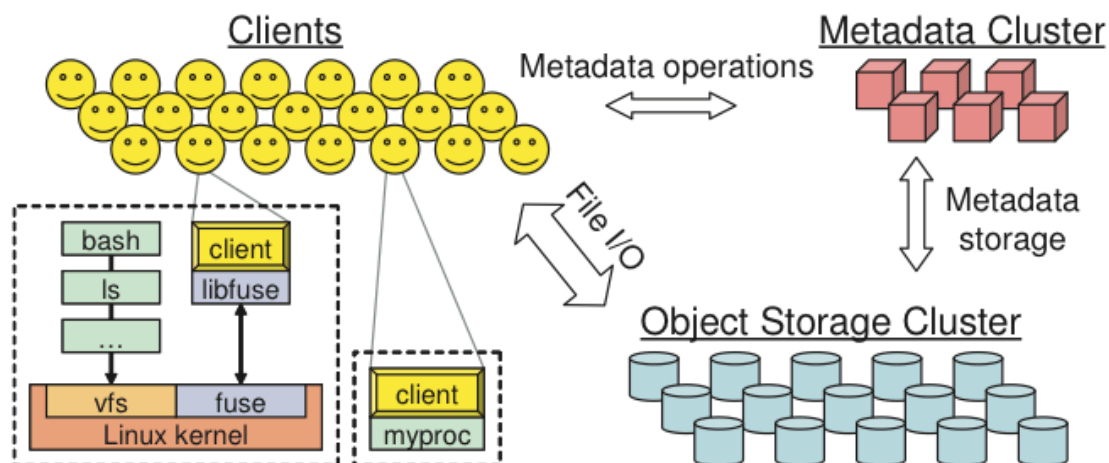 Clients
Metadata Cluster
Metadata operations
File I/O
Metadata
storage
bash
ls
...
client
libfuse
vfs
fuse
Linux kernel
client
myproc
Object Storage Cluster